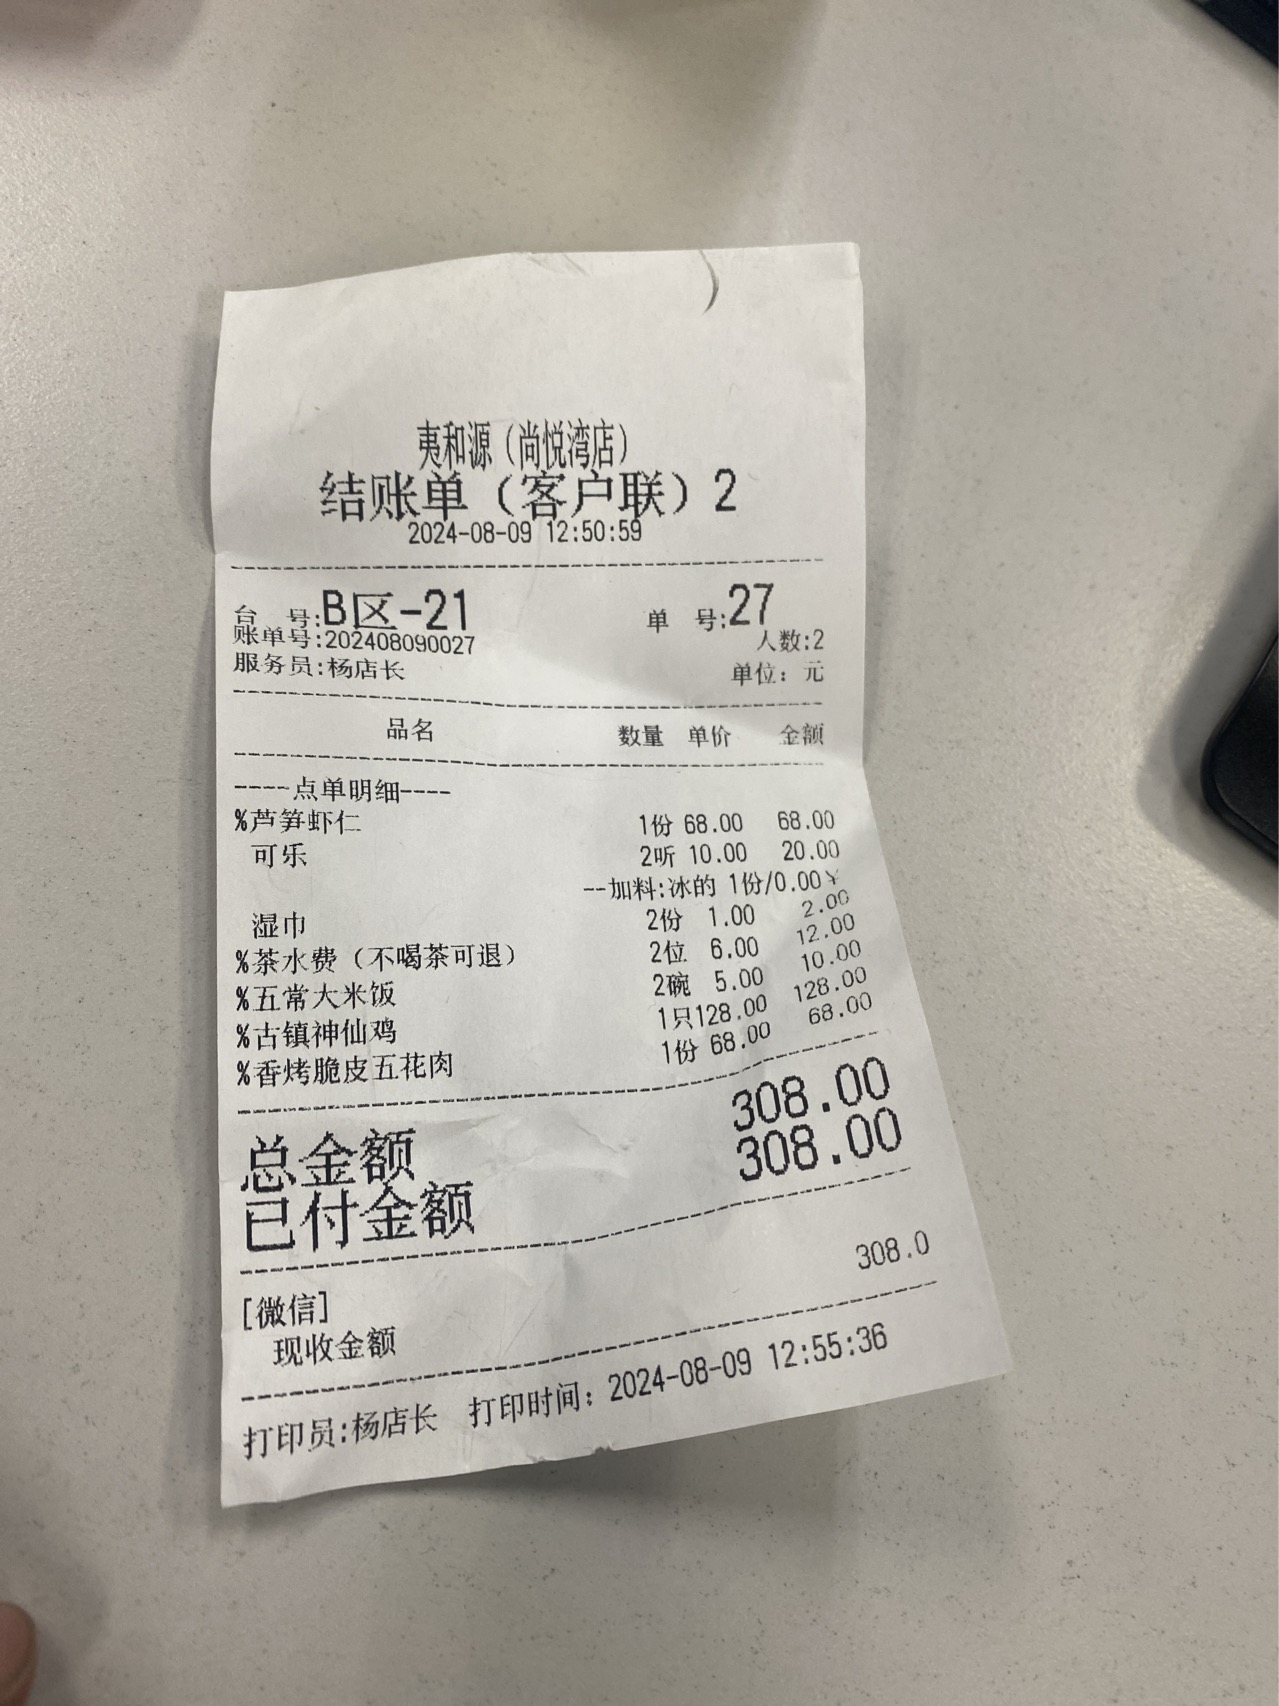 夷和源（尚悦湾店）
结账单（客户联）2
2024-08-09 12:50:59
台 号:B区-21 单 号:27
账单号:202408090027 人数:2
服务员:杨店长 单位：元
品名 数量 单价 金额
----点单明细----
%芦笋虾仁 1份 68.00 68.00
可乐 2听 10.00 20.00
--加料:冰的 1份/0.00¥
湿巾 2份 1.00 2.00
%茶水费（不喝茶可退） 2位 6.00 12.00
%五常大米饭 2碗 5.00 10.00
%古镇神仙鸡 1只128.00 128.00
%香烤脆皮五花肉 1份 68.00 68.00
总金额 308.00
已付金额 308.00
[微信]
现收金额 308.0
打印员:杨店长 打印时间：2024-08-09 12:55:36